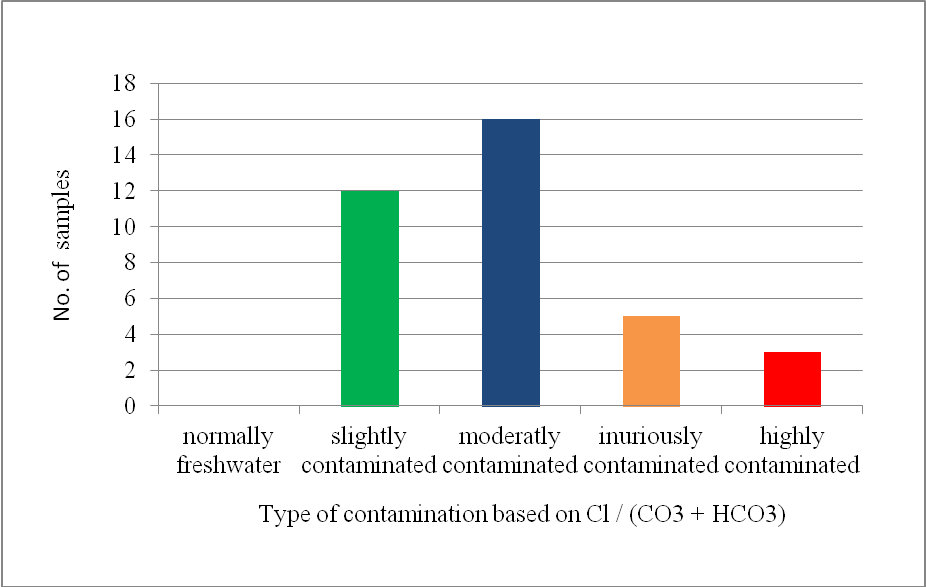 18
16
14
12
10
8
6
4
2
0
No. of samples
normally
freshwater
slightly
contaminated
moderatly
contaminated
inuriously
contaminated
highly
contaminated
Type of contamination based on Cl / (CO3 + HCO3)